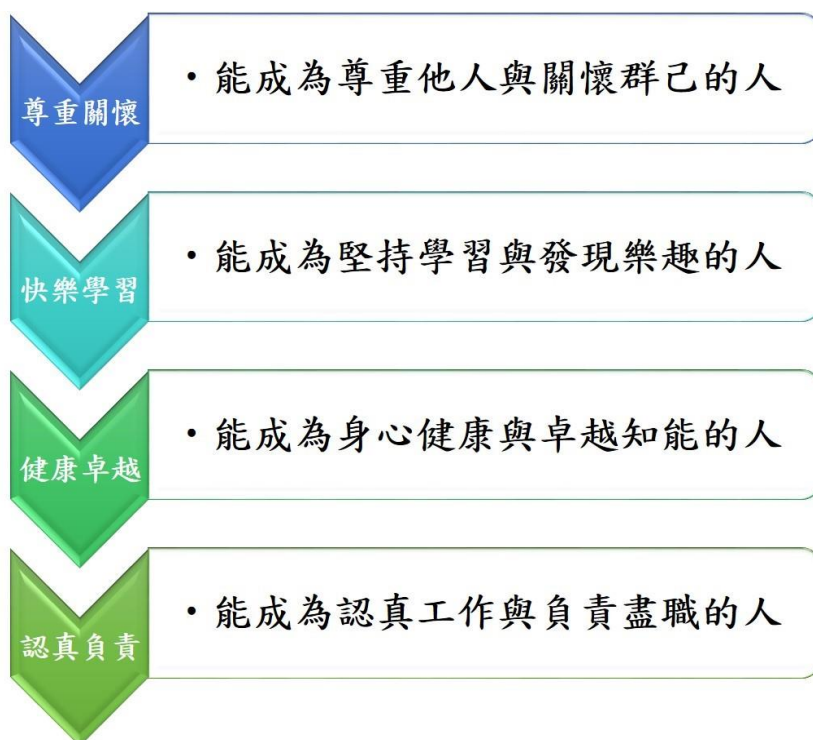 尊重關懷
• 能成為尊重他人與關懷群己的人
快樂學習
• 能成為堅持學習與發現樂趣的人
健康卓越
• 能成為身心健康與卓越知能的人
認真負責
• 能成為認真工作與負責盡職的人